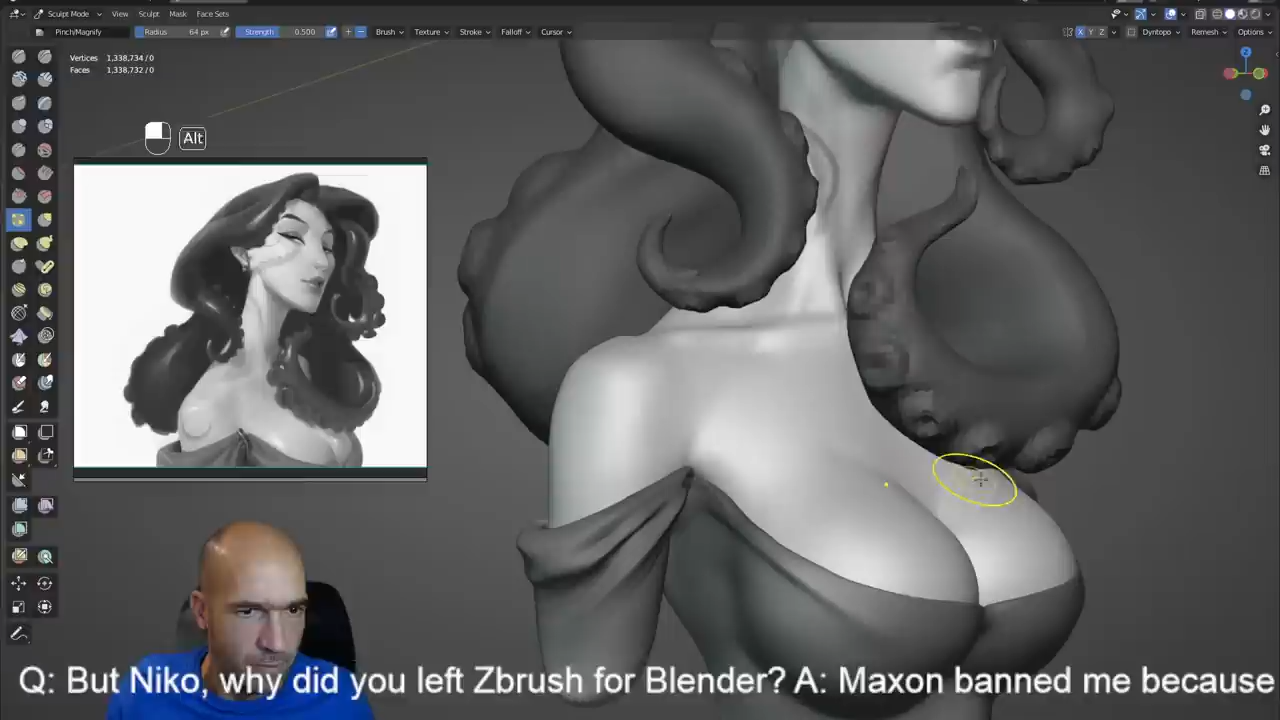 Sculpt Mode View Sculpt Mask Face Sets
Pinch/Magnify Radius 64 px Strength 0.500 + − Brush Texture Stroke Falloff Cursor X Y Z Dyntopo Remesh Options
Vertices 1,338,734/0
Faces 1,338,732/0
Z
Alt
Q: But Niko, why did you left Zbrush for Blender? A: Maxon banned me because